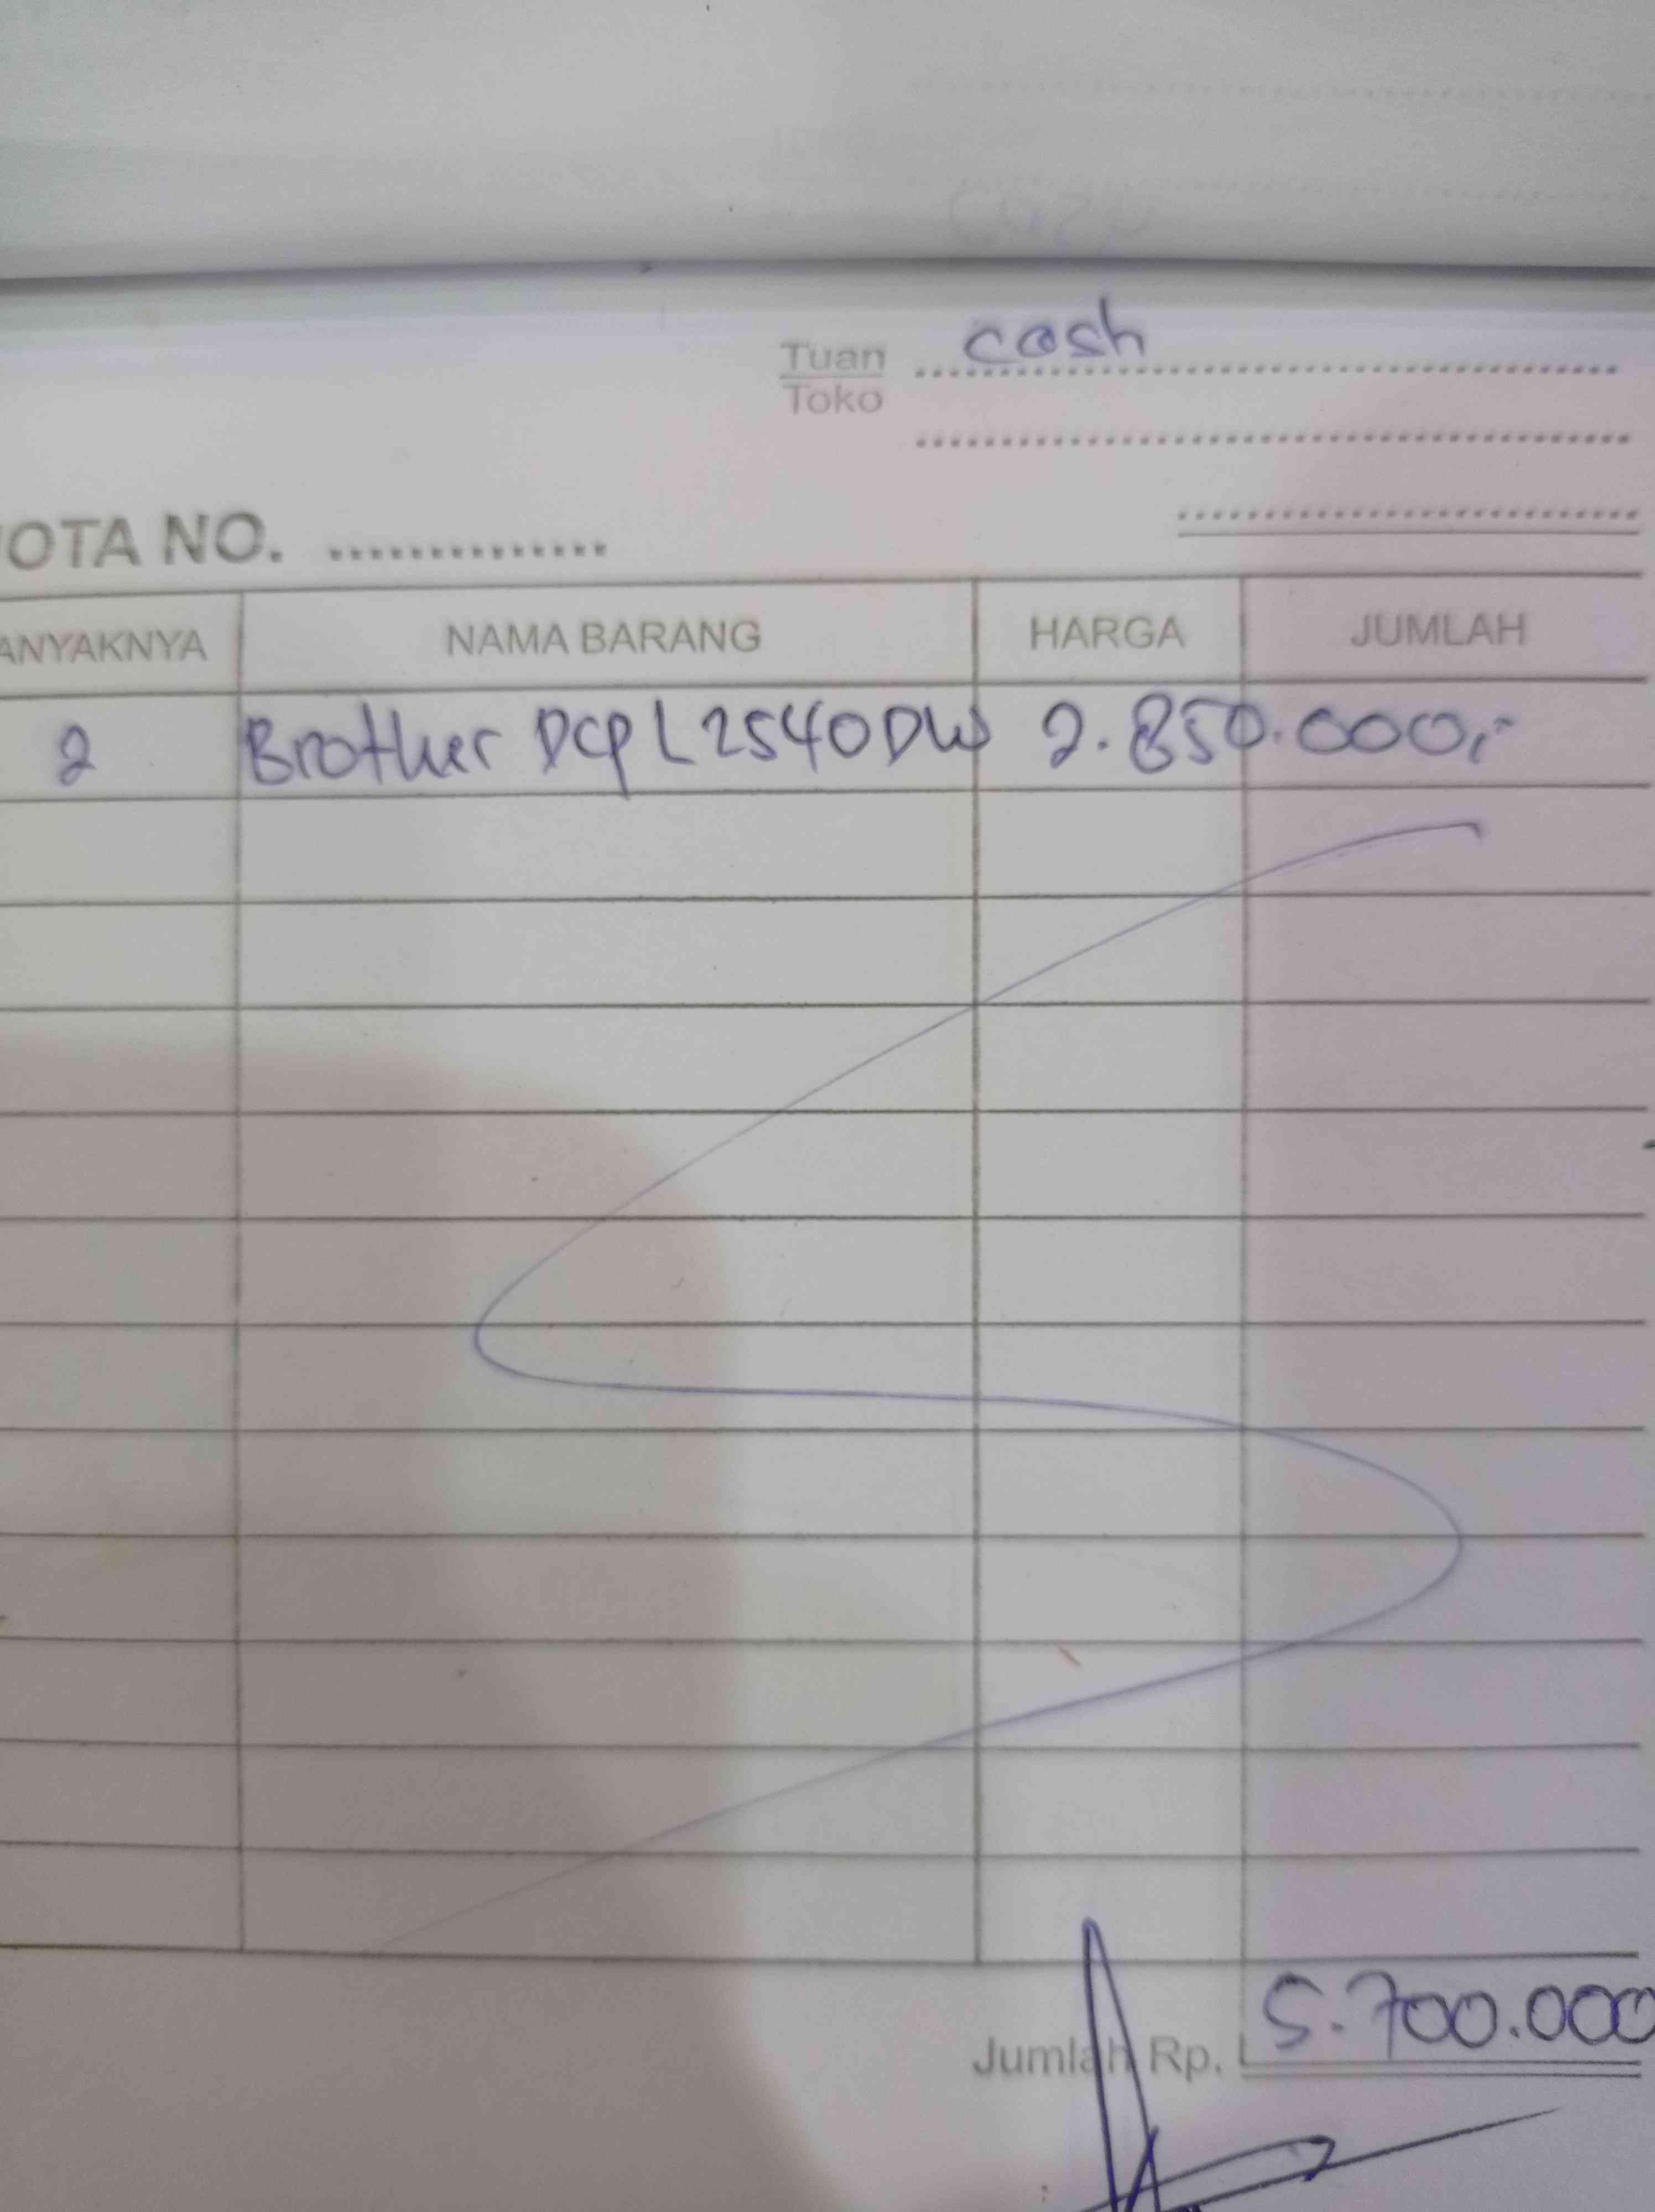 Tuan cash
Toko
OTA NO.
ANYAKNYA NAMA BARANG HARGA JUMLAH
2 Brother DCP L2540DW 2.850.000,-
Jumlah Rp. 5.700.000